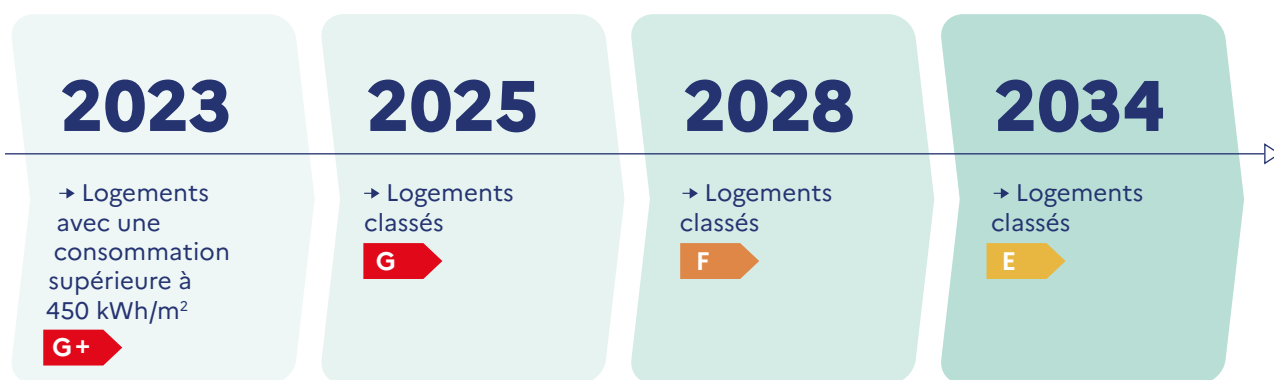 2023
→ Logements
avec une
consommation
supérieure à
450 kWh/m²
G+
2025
→ Logements
classés
G
2028
→ Logements
classés
F
2034
→ Logements
classés
E